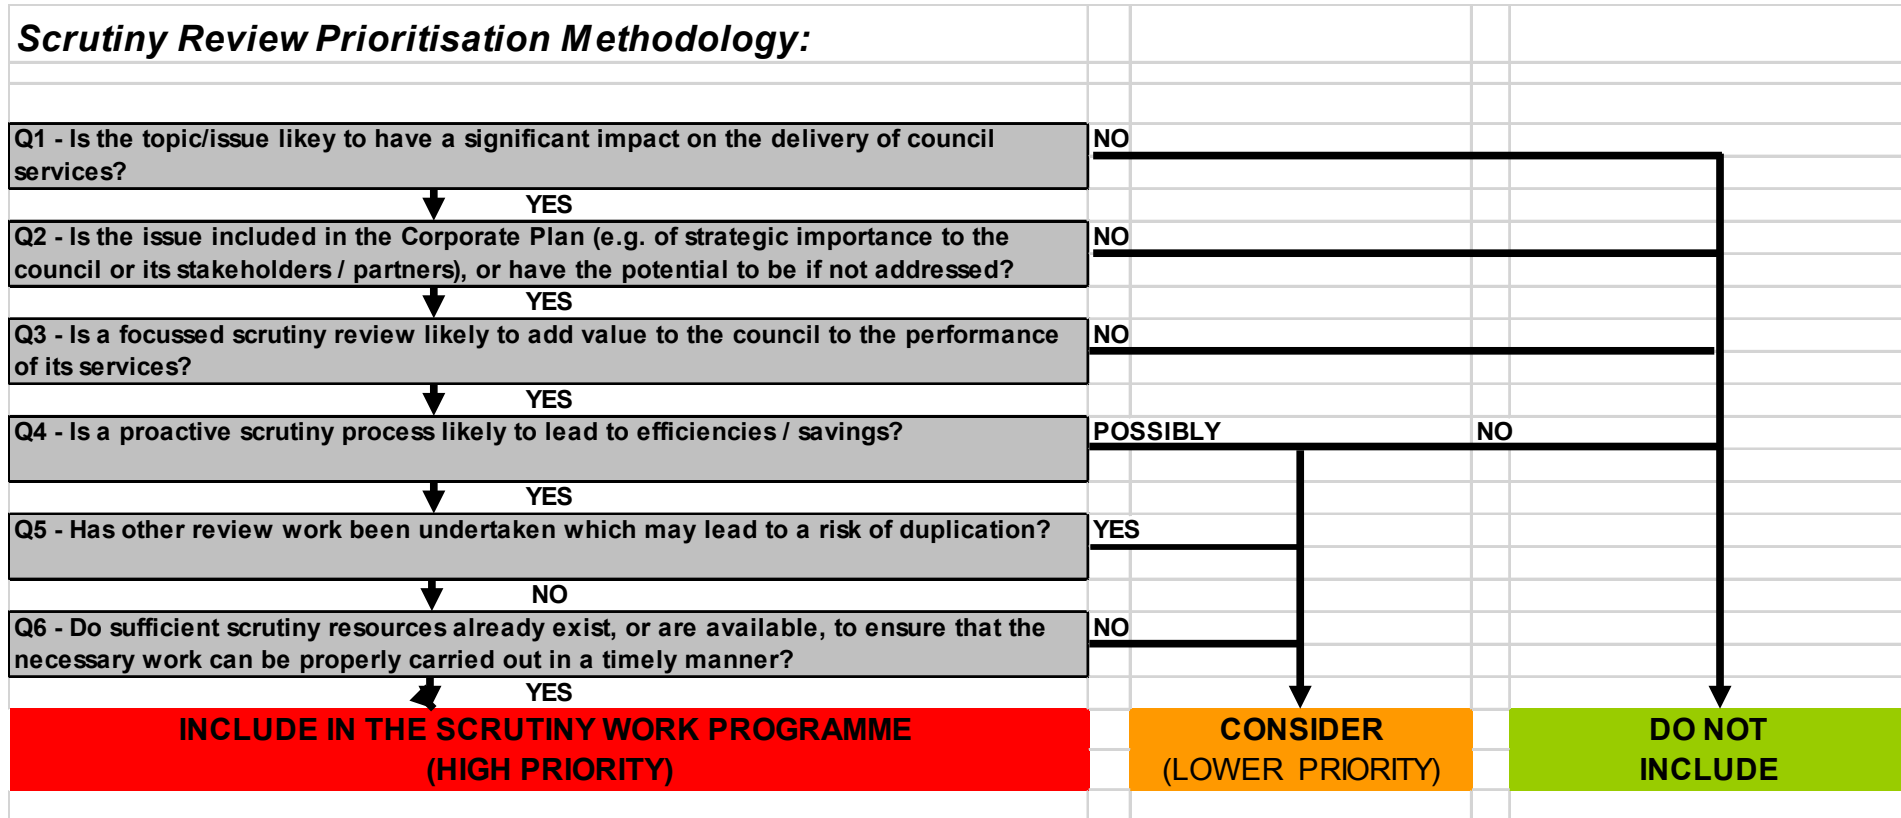 Scrutiny Review Prioritisation Methodology:
Q1 - Is the topic/issue likey to have a significant impact on the delivery of council
services?
NO
YES
Q2 - Is the issue included in the Corporate Plan (e.g. of strategic importance to the
council or its stakeholders / partners), or have the potential to be if not addressed?
NO
YES
Q3 - Is a focussed scrutiny review likely to add value to the council to the performance
of its services?
NO
YES
Q4 - Is a proactive scrutiny process likely to lead to efficiencies / savings?
POSSIBLY
NO
YES
Q5 - Has other review work been undertaken which may lead to a risk of duplication?
YES
NO
Q6 - Do sufficient scrutiny resources already exist, or are available, to ensure that the
necessary work can be properly carried out in a timely manner?
NO
YES
INCLUDE IN THE SCRUTINY WORK PROGRAMME
(HIGH PRIORITY)
CONSIDER
(LOWER PRIORITY)
DO NOT
INCLUDE